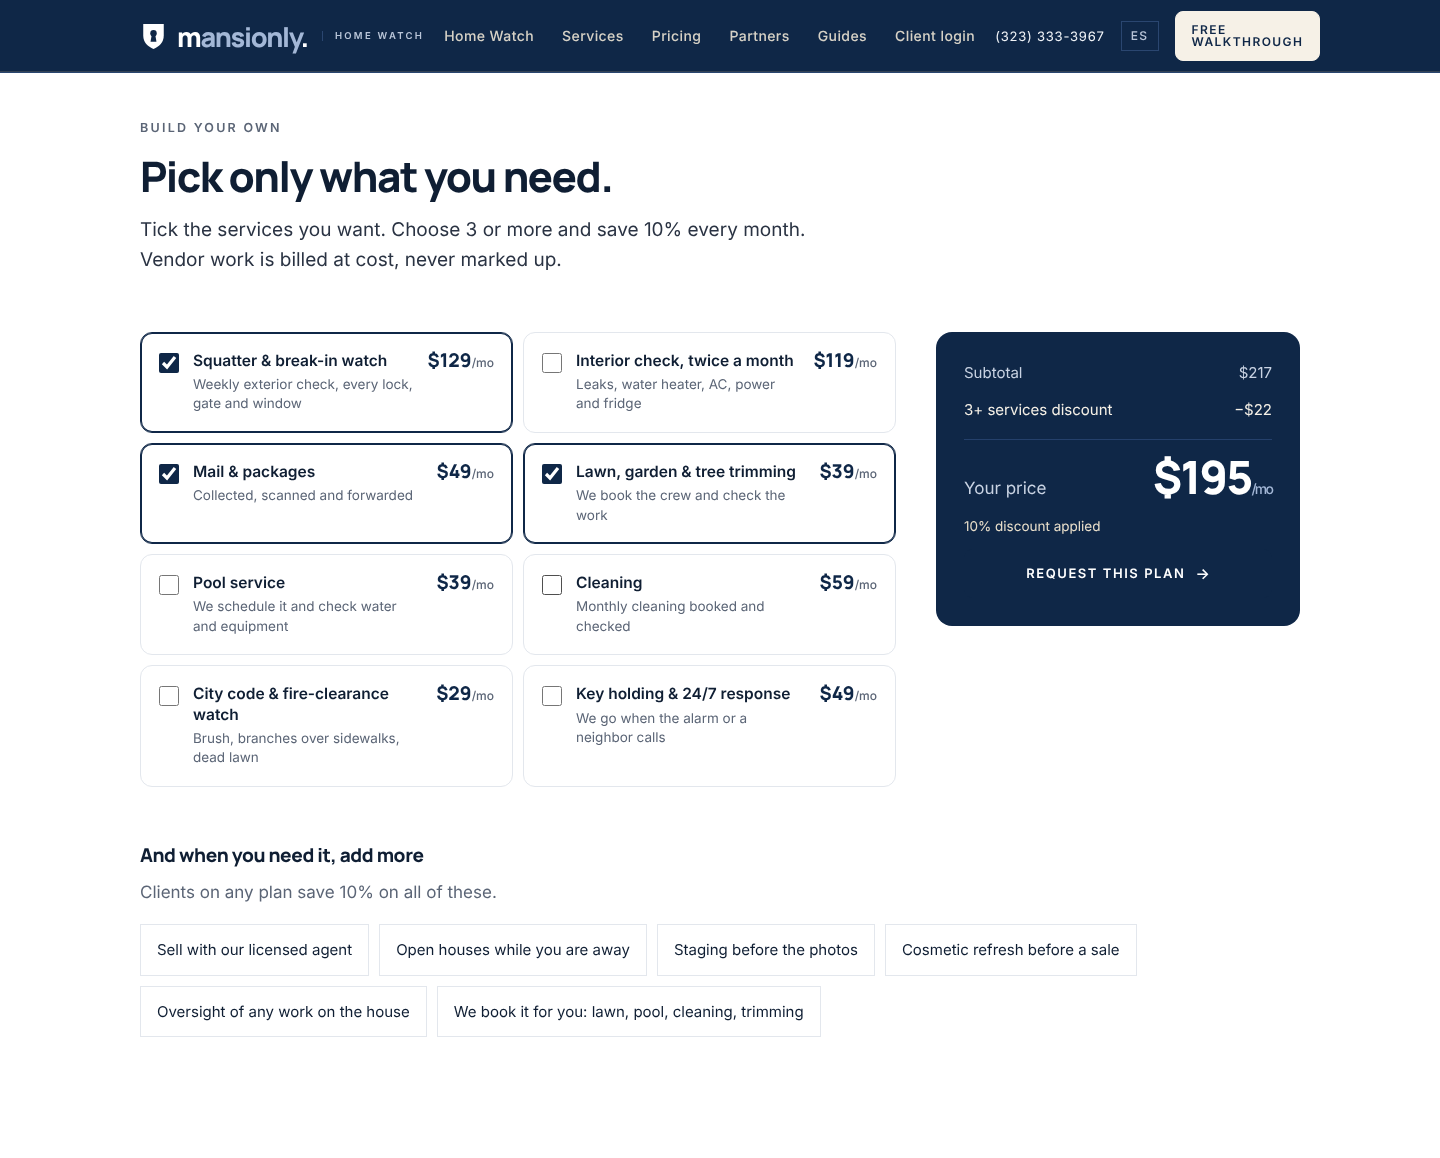 mansionly.
HOME WATCH
Home Watch
Services
Pricing
Partners
Guides
Client login
(323) 333-3967
ES
FREE
WALKTHROUGH
BUILD YOUR OWN
Pick only what you need.
Tick the services you want. Choose 3 or more and save 10% every month.
Vendor work is billed at cost, never marked up.
Squatter & break-in watch
$129/mo
Weekly exterior check, every lock,
gate and window
Interior check, twice a month
$119/mo
Leaks, water heater, AC, power
and fridge
Mail & packages
$49/mo
Collected, scanned and forwarded
Lawn, garden & tree trimming
$39/mo
We book the crew and check the
work
Pool service
$39/mo
We schedule it and check water
and equipment
Cleaning
$59/mo
Monthly cleaning booked and
checked
City code & fire-clearance
watch
$29/mo
Brush, branches over sidewalks,
dead lawn
Key holding & 24/7 response
$49/mo
We go when the alarm or a
neighbor calls
Subtotal
$217
3+ services discount
−$22
Your price
$195/mo
10% discount applied
REQUEST THIS PLAN →
And when you need it, add more
Clients on any plan save 10% on all of these.
Sell with our licensed agent
Open houses while you are away
Staging before the photos
Cosmetic refresh before a sale
Oversight of any work on the house
We book it for you: lawn, pool, cleaning, trimming